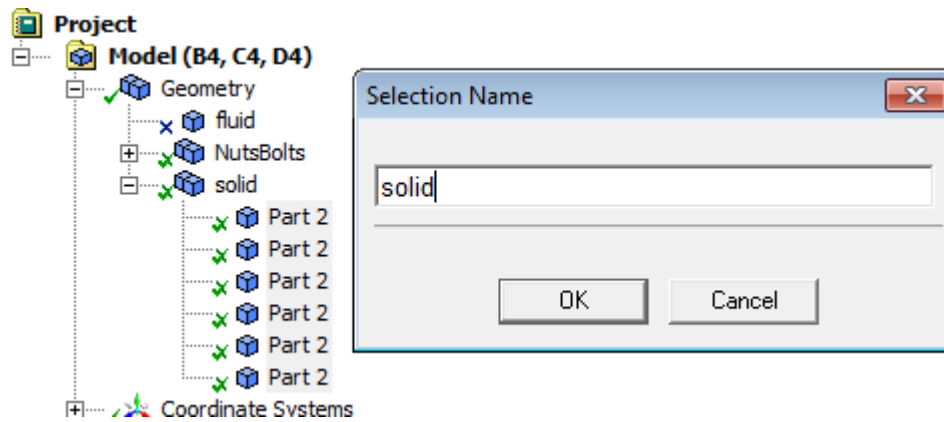 Project
Model (B4, C4, D4)
Geometry
fluid
NutsBolts
solid
Part 2
Part 2
Part 2
Part 2
Part 2
Part 2
Coordinate Systems
Selection Name
solid
OK Cancel